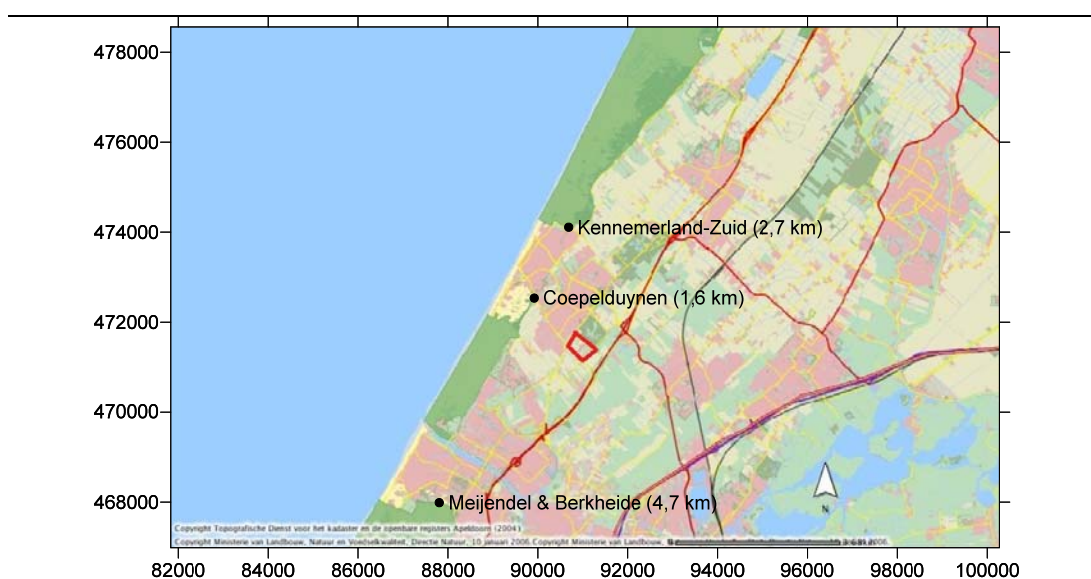 478000
476000
474000
472000
470000
468000
Kennemerland-Zuid (2,7 km)
Coepelduynen (1,6 km)
Meijendel & Berkheide (4,7 km)
N
Copyright Topografische Dienst voor het kadaster en de openbare registers Apeldoorn (2004)
Copyright Ministerie van Landbouw, Natuur en Voedselkwaliteit, Directie Natuur, 10 januari 2006.Copyright Ministerie van Landbouw,
2006.
82000 84000 86000 88000 90000 92000 94000 96000 98000 100000